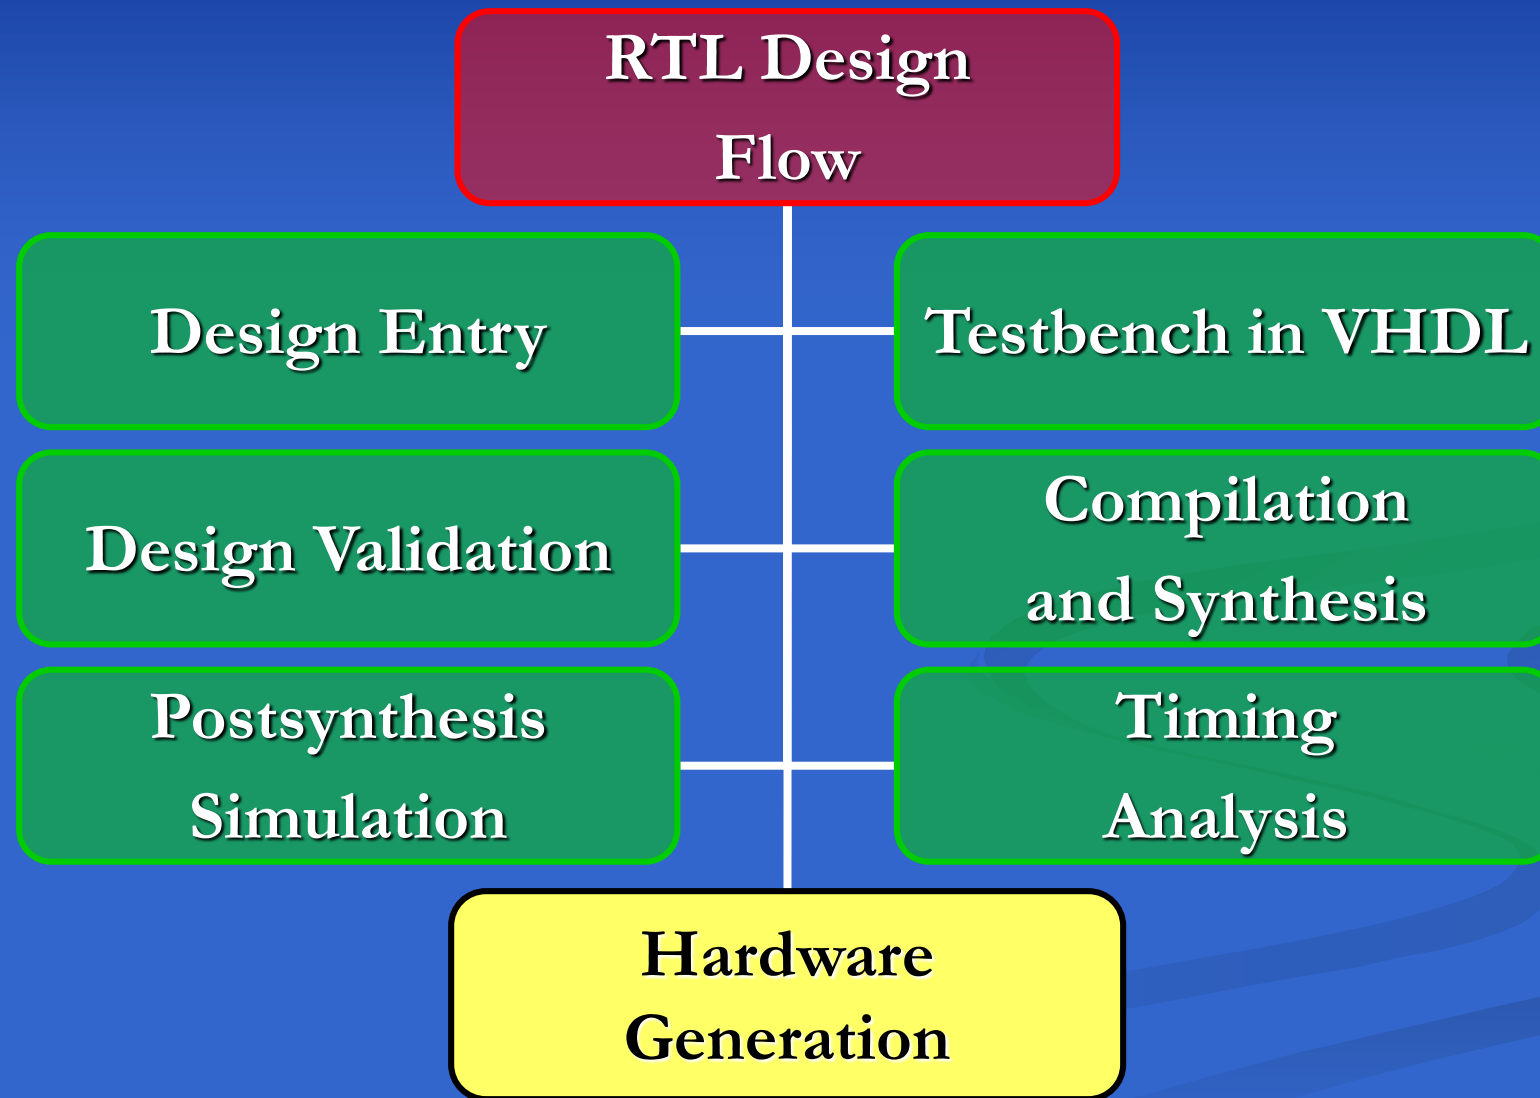 RTL Design
Flow
Design Entry
Testbench in VHDL
Design Validation
Compilation
and Synthesis
Postsynthesis
Simulation
Timing
Analysis
Hardware
Generation